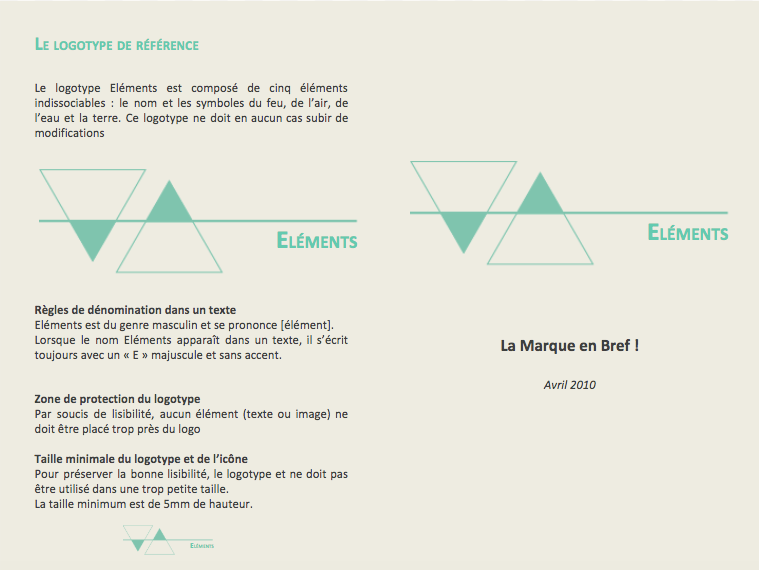 Le logotype de référence
Le logotype Eléments est composé de cinq éléments
indissociables : le nom et les symboles du feu, de l'air, de
l'eau et la terre. Ce logotype ne doit en aucun cas subir de
modifications
Eléments
Règles de dénomination dans un texte
Eléments est du genre masculin et se prononce [élément].
Lorsque le nom Eléments apparaît dans un texte, il s'écrit
toujours avec un « E » majuscule et sans accent.
Zone de protection du logotype
Par soucis de lisibilité, aucun élément (texte ou image) ne
doit être placé trop près du logo
Taille minimale du logotype et de l'icône
Pour préserver la bonne lisibilité, le logotype et ne doit pas
être utilisé dans une trop petite taille.
La taille minimum est de 5mm de hauteur.
Eléments
Eléments
La Marque en Bref !
Avril 2010